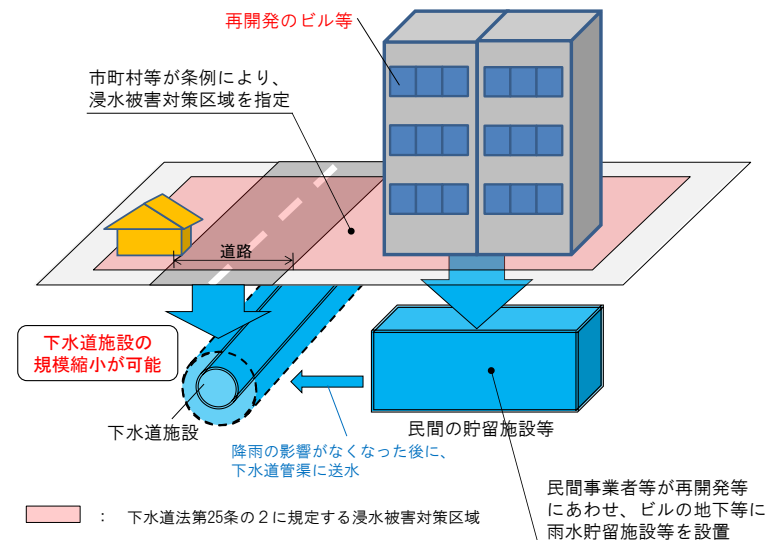 再開発のビル等
市町村等が条例により、
浸水被害対策区域を指定
道路
下水道施設の
規模縮小が可能
下水道施設
民間の貯留施設等
降雨の影響がなくなった後に、
下水道管渠に送水
民間事業者等が再開発等
にあわせ、ビルの地下等に
雨水貯留施設等を設置
： 下水道法第25条の２に規定する浸水被害対策区域